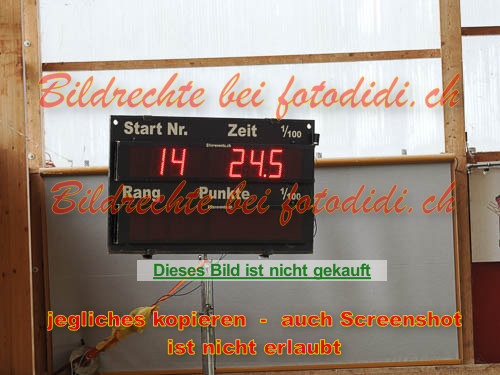 Bildrechte bei fotodidi.ch
Start Nr. Zeit 1/100
14 24.5
Rang Punkte 1/100
Bildrechte bei fotodidi.ch
Dieses Bild ist nicht gekauft
jegliches kopieren - auch Screenshot
ist nicht erlaubt